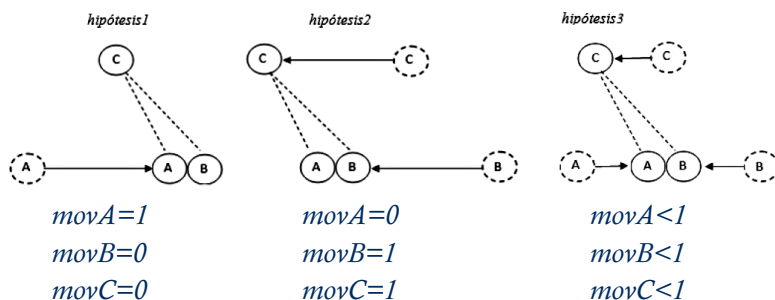 hipótesis1
C
A
A
B
movA=1
movB=0
movC=0
hipótesis2
C
C
A
B
B
movA=0
movB=1
movC=1
hipótesis3
C
C
A
A
B
B
movA<1
movB<1
movC<1